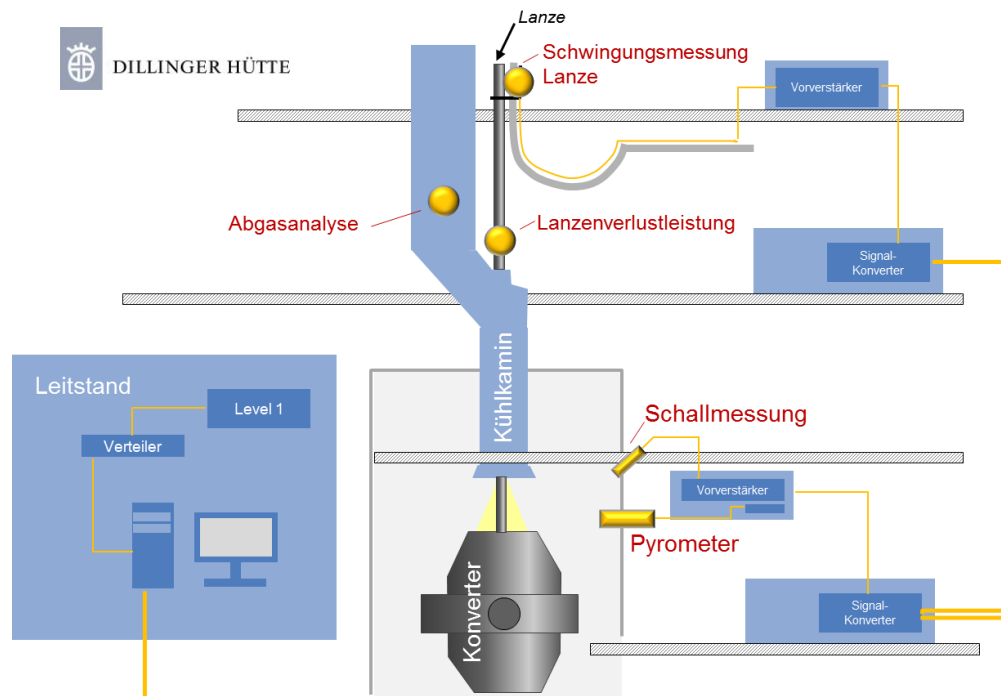 Lanze
DILLINGER HÜTTE
Schwingungsmessung
Lanze
Vorverstärker
Abgasanalyse
Lanzenverlustleistung
Signal-
Konverter
Kühlkamin
Leitstand
Level 1
Verteiler
Schallmessung
Vorverstärker
Pyrometer
Konverter
Signal-
Konverter